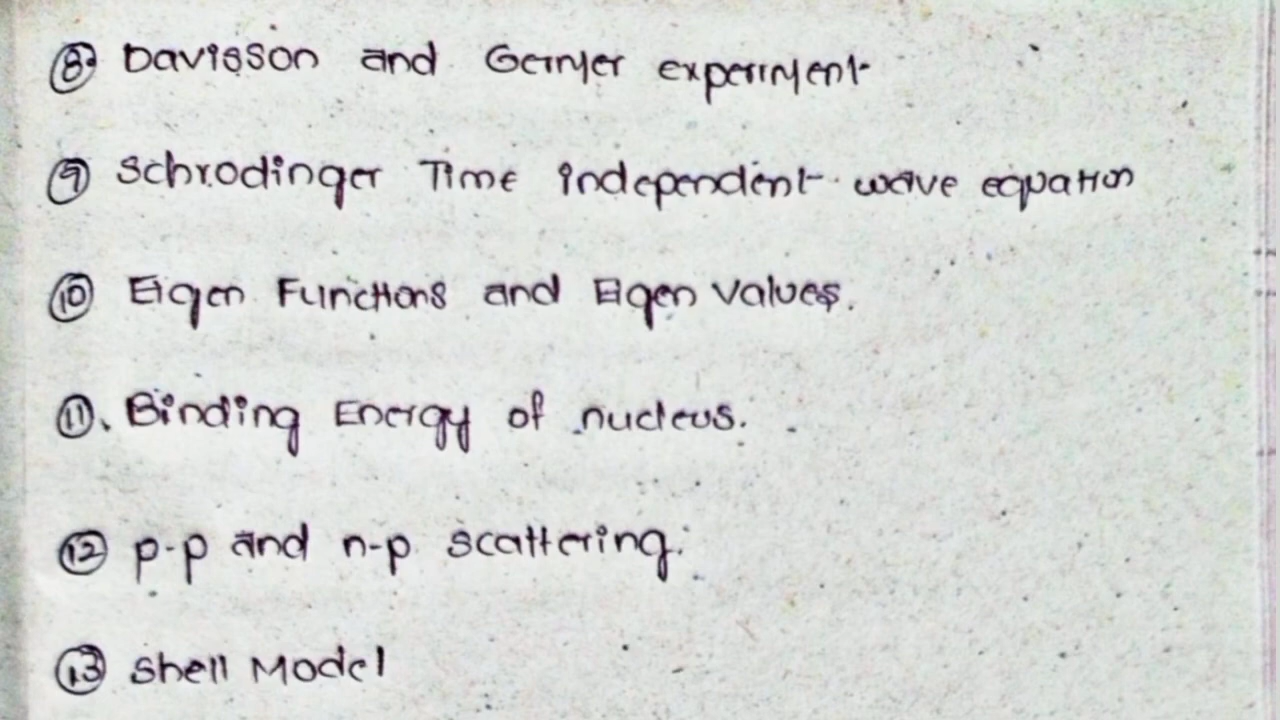 8 Davisson and Germer experiment
9 Schrodinger Time independent wave equation
10 Eigen Functions and Eigen values.
11. Binding Energy of nucleus.
12 p-p and n-p scattering.
13 Shell Model